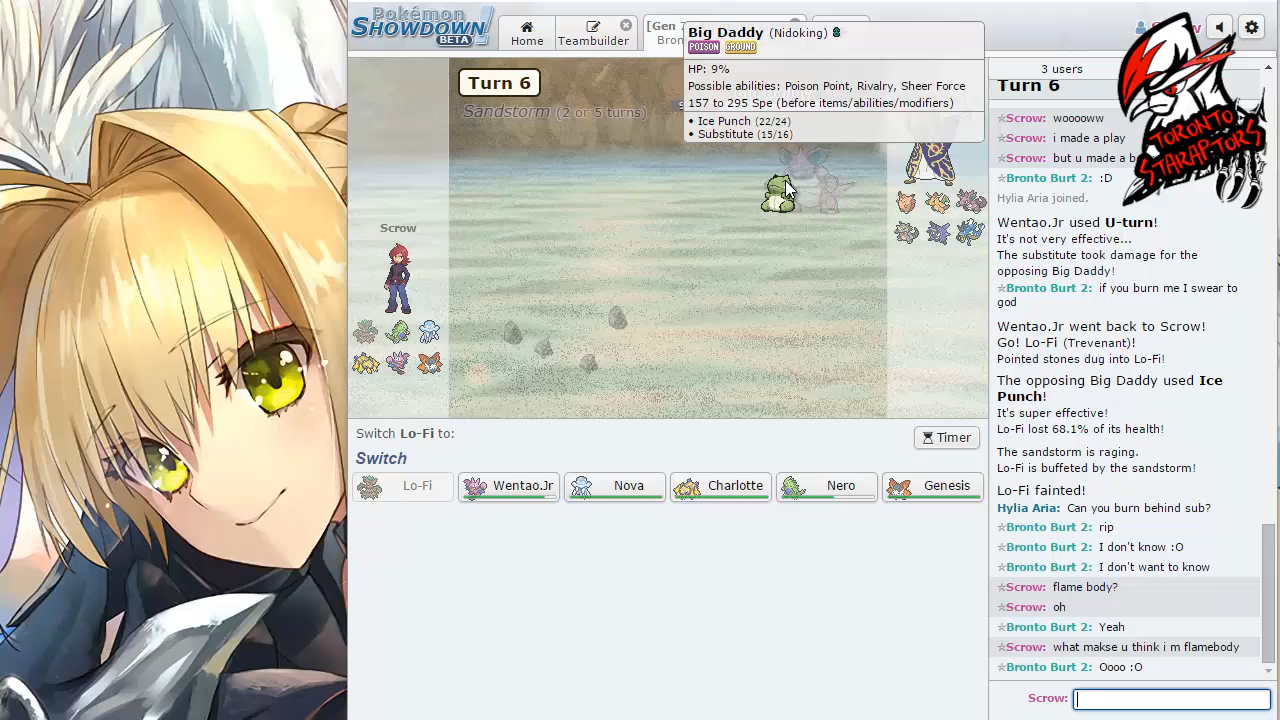 Pokémon
SHOWDOWN
BETA
Home
Teambuilder
[Gen
Bron
Big Daddy (Nidoking)
POISON GROUND
HP: 9%
Possible abilities: Poison Point, Rivalry, Sheer Force
157 to 295 Spe (before items/abilities/modifiers)
• Ice Punch (22/24)
• Substitute (15/16)
TORONTO
STARAPTORS
Turn 6
Sandstorm (2 or 5 turns)
Scrow
Switch Lo-Fi to:
Timer
Switch
Lo-Fi
Wentao.Jr
Nova
Charlotte
Nero
Genesis
3 users
Turn 6
Scrow: wooooww
Scrow: i made a play
Scrow: but u made a b
Bronto Burt 2: :D
Hylia Aria joined.
Wentao.Jr used U-turn!
It's not very effective...
The substitute took damage for the
opposing Big Daddy!
☆Bronto Burt 2: if you burn me I swear to
god
Wentao.Jr went back to Scrow!
Go! Lo-Fi (Trevenant)
Pointed stones dug into Lo-Fi!
The opposing Big Daddy used Ice
Punch!
It's super effective!
Lo-Fi lost 68.1% of its health!
The sandstorm is raging.
Lo-Fi is buffeted by the sandstorm!
Lo-Fi fainted!
Hylia Aria: Can you burn behind sub?
☆Bronto Burt 2: rip
☆Bronto Burt 2: I don't know :O
☆Bronto Burt 2: I don't want to know
☆Scrow: flame body?
☆Scrow: oh
☆Bronto Burt 2: Yeah
☆Scrow: what makse u think i m flamebody
☆Bronto Burt 2: Oooo :O
Scrow: